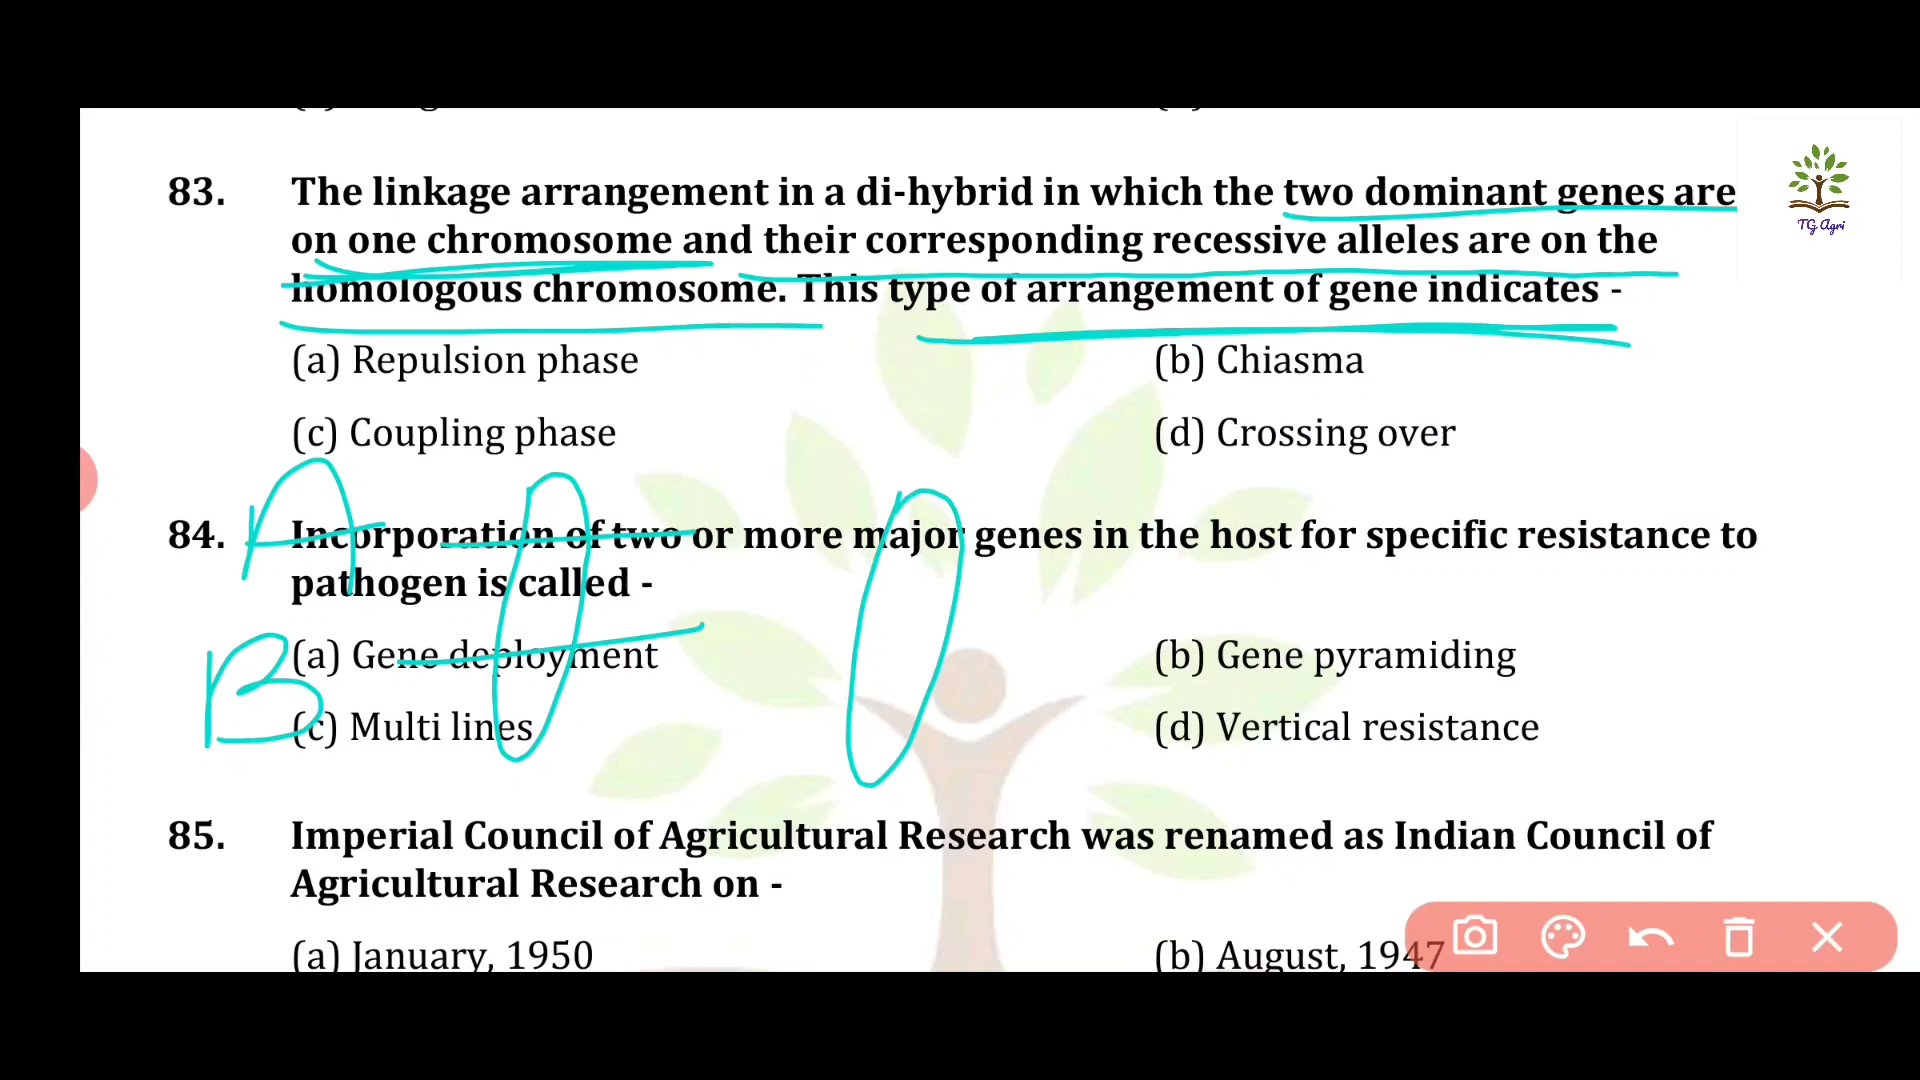 83. The linkage arrangement in a di-hybrid in which the two dominant genes are
on one chromosome and their corresponding recessive alleles are on the
homologous chromosome. This type of arrangement of gene indicates -
(a) Repulsion phase (b) Chiasma
(c) Coupling phase (d) Crossing over
A
84. Incorporation of two or more major genes in the host for specific resistance to
pathogen is called -
(a) Gene deployment (b) Gene pyramiding
B
(c) Multi lines (d) Vertical resistance
85. Imperial Council of Agricultural Research was renamed as Indian Council of
Agricultural Research on -
(a) January, 1950 (b) August, 1947
TG Agri